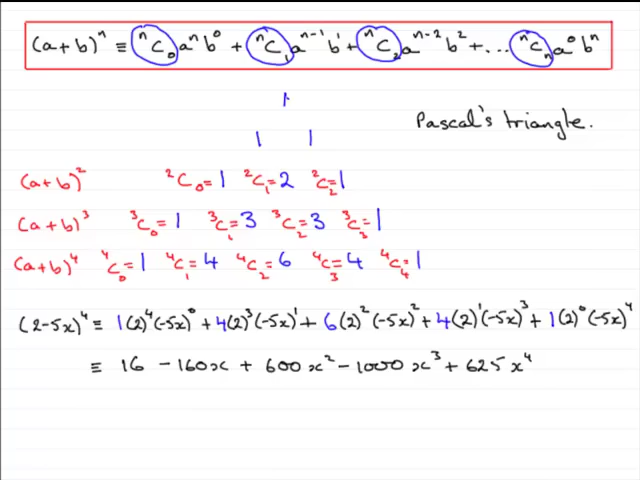 (a+b)ⁿ ≡ ⁿC₀aⁿb⁰ + ⁿC₁aⁿ⁻¹b¹ + ⁿC₂aⁿ⁻²b² + ... ⁿCₙa⁰bⁿ
1
Pascal's triangle.
1 1
(a+b)² ²C₀=1 ²C₁=2 ²C₂=1
(a+b)³ ³C₀=1 ³C₁=3 ³C₂=3 ³C₃=1
(a+b)⁴ ⁴C₀=1 ⁴C₁=4 ⁴C₂=6 ⁴C₃=4 ⁴C₄=1
(2-5x)⁴ ≡ 1(2)⁴(-5x)⁰ + 4(2)³(-5x)¹ + 6(2)²(-5x)² + 4(2)¹(-5x)³ + 1(2)⁰(-5x)⁴
≡ 16 - 160x + 600x² - 1000x³ + 625x⁴